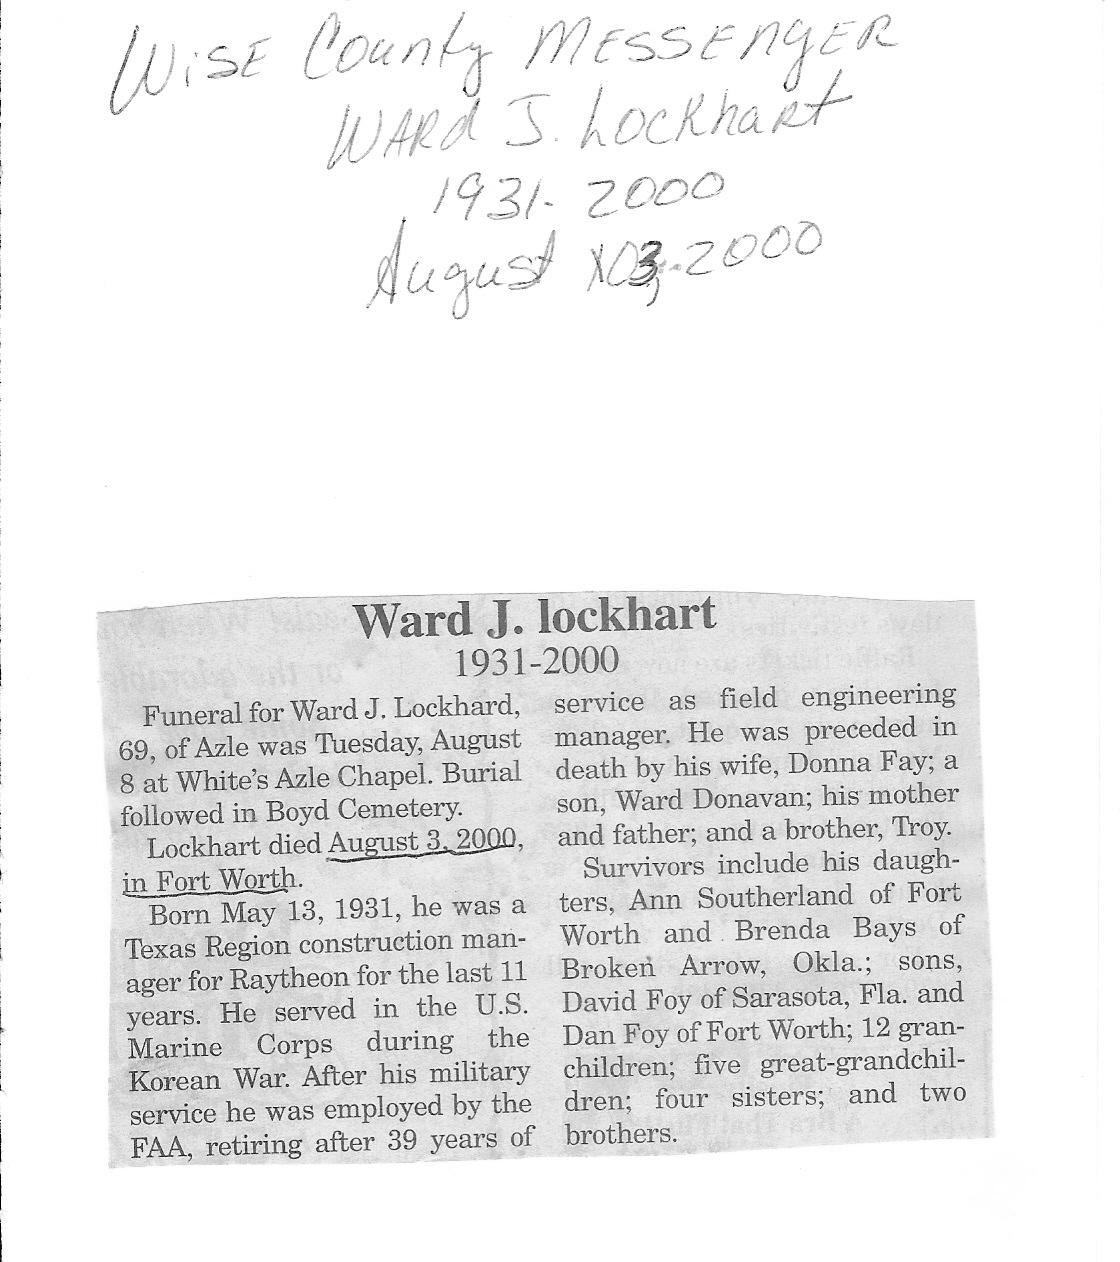 Wise County Messenger
Ward J. Lockhart
1931-2000
August 03, 2000
Ward J. lockhart
1931-2000
Funeral for Ward J. Lockhard,
69, of Azle was Tuesday, August
8 at White's Azle Chapel. Burial
followed in Boyd Cemetery.
Lockhart died August 3, 2000,
in Fort Worth.
Born May 13, 1931, he was a
Texas Region construction man-
ager for Raytheon for the last 11
years. He served in the U.S.
Marine Corps during the
Korean War. After his military
service he was employed by the
FAA, retiring after 39 years of
service as field engineering
manager. He was preceded in
death by his wife, Donna Fay; a
son, Ward Donavan; his mother
and father; and a brother, Troy.
Survivors include his daugh-
ters, Ann Southerland of Fort
Worth and Brenda Bays of
Broken Arrow, Okla.; sons,
David Foy of Sarasota, Fla. and
Dan Foy of Fort Worth; 12 gran-
children; five great-grandchil-
dren; four sisters; and two
brothers.